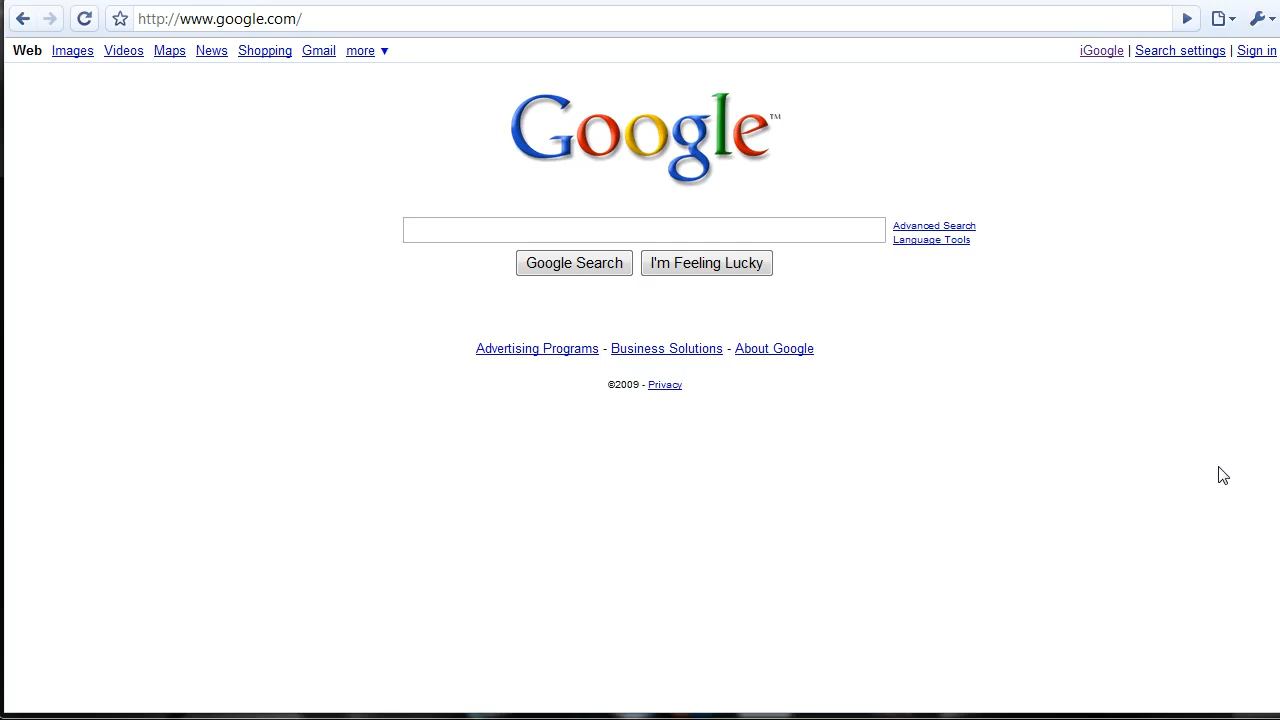 http://www.google.com/
Web Images Videos Maps News Shopping Gmail more ▼ iGoogle | Search settings | Sign in
Google™
Advanced Search
Language Tools
Google Search I'm Feeling Lucky
Advertising Programs - Business Solutions - About Google
©2009 - Privacy